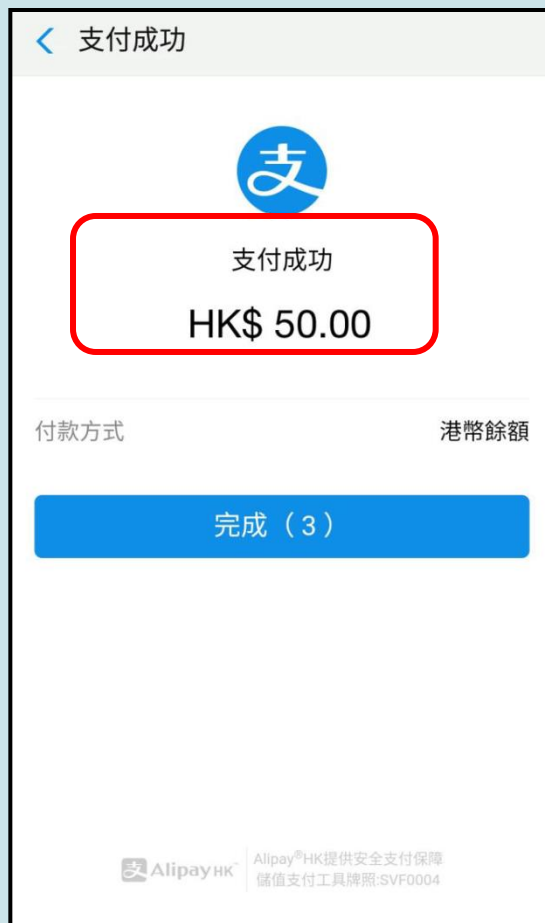 支付成功
支
支付成功
HK$ 50.00
付款方式 港幣餘額
完成（3）
支 AlipayHK™
Alipay®HK提供安全支付保障
儲值支付工具牌照:SVF0004